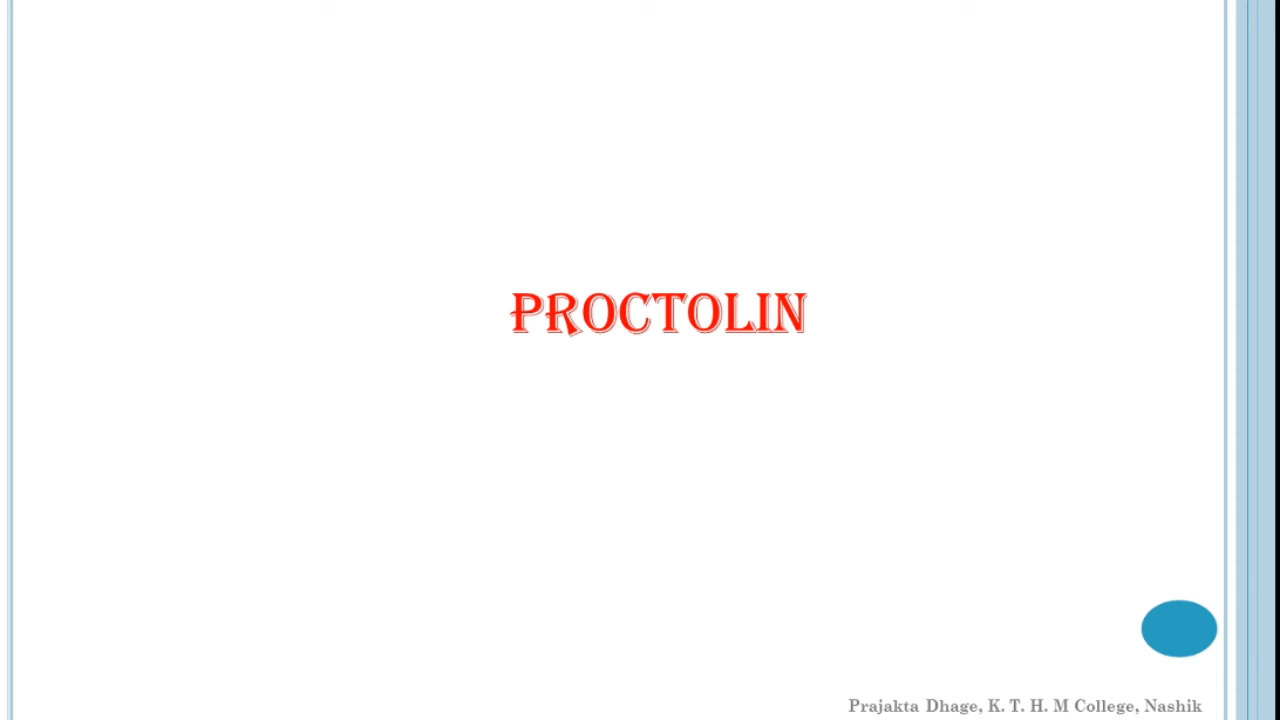 PROCTOLIN
Prajakta Dhage, K. T. H. M College, Nashik